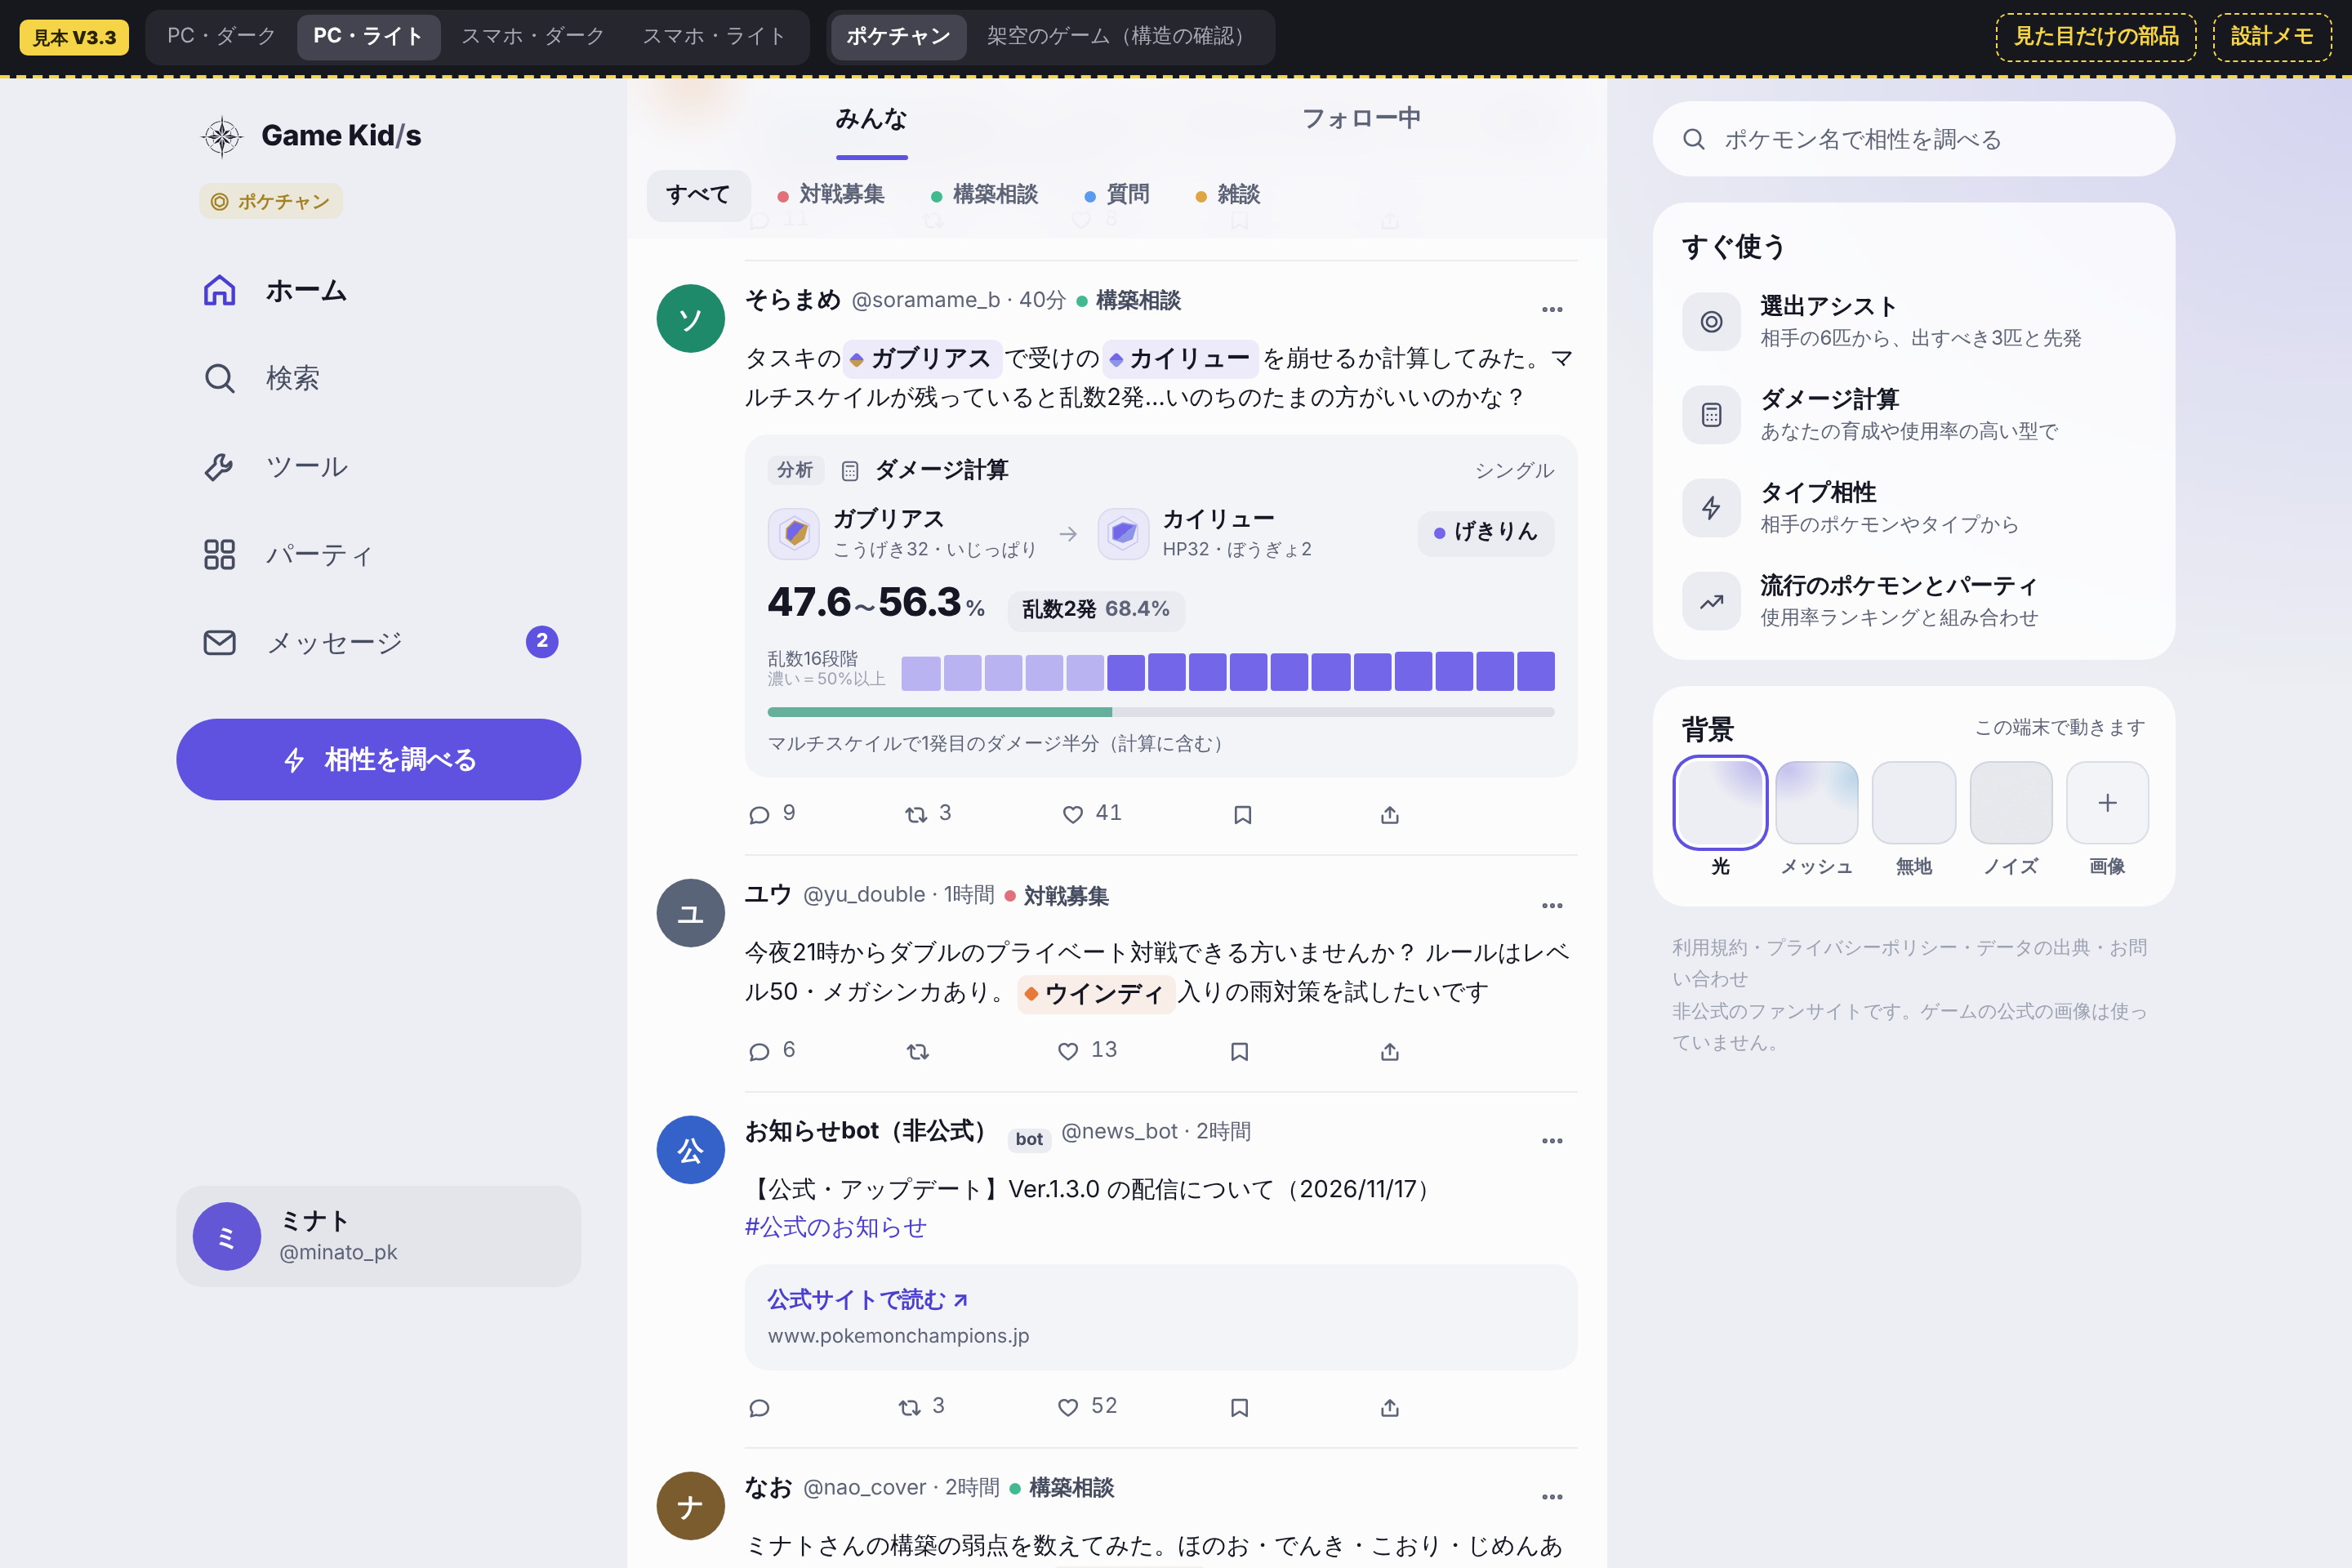 見本 V3.3
PC・ダーク
PC・ライト
スマホ・ダーク
スマホ・ライト
ポケチャン
架空のゲーム（構造の確認）
見た目だけの部品
設計メモ
Game Kid/s
ポケチャン
ホーム
検索
ツール
パーティ
メッセージ
2
相性を調べる
ミ
ミナト
@minato_pk
みんな
フォロー中
すべて
対戦募集
構築相談
質問
雑談
11
8
ソ
そらまめ @soramame_b · 40分 構築相談
タスキの ガブリアス で受けの カイリュー を崩せるか計算してみた。マ
ルチスケイルが残っていると乱数2発…いのちのたまの方がいいのかな？
分析 ダメージ計算
シングル
ガブリアス
こうげき32・いじっぱり
→
カイリュー
HP32・ぼうぎょ2
げきりん
47.6～56.3%
乱数2発 68.4%
乱数16段階
濃い＝50%以上
マルチスケイルで1発目のダメージ半分（計算に含む）
9
3
41
ユ
ユウ @yu_double · 1時間 対戦募集
今夜21時からダブルのプライベート対戦できる方いませんか？ ルールはレベ
ル50・メガシンカあり。 ウインディ 入りの雨対策を試したいです
6
13
公
お知らせbot（非公式） bot @news_bot · 2時間
【公式・アップデート】Ver.1.3.0 の配信について（2026/11/17）
#公式のお知らせ
公式サイトで読む
www.pokemonchampions.jp
3
52
ナ
なお @nao_cover · 2時間 構築相談
ミナトさんの構築の弱点を数えてみた。ほのお・でんき・こおり・じめんあ
ポケモン名で相性を調べる
すぐ使う
選出アシスト
相手の6匹から、出すべき3匹と先発
ダメージ計算
あなたの育成や使用率の高い型で
タイプ相性
相手のポケモンやタイプから
流行のポケモンとパーティ
使用率ランキングと組み合わせ
背景
この端末で動きます
光
メッシュ
無地
ノイズ
画像
利用規約・プライバシーポリシー・データの出典・お問
い合わせ
非公式のファンサイトです。ゲームの公式の画像は使っ
ていません。